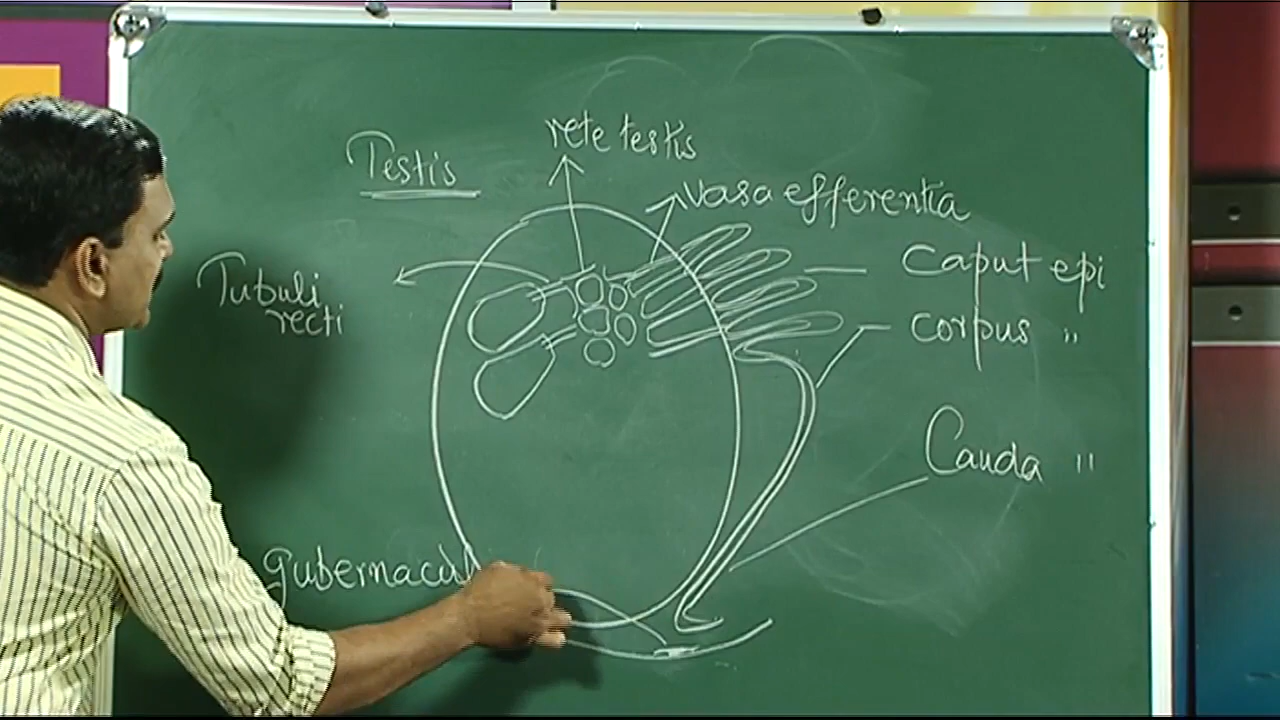 rete testis
Testis
vasa efferentia
Caput epi
Tubuli
recti
corpus "
Cauda "
gubernacul